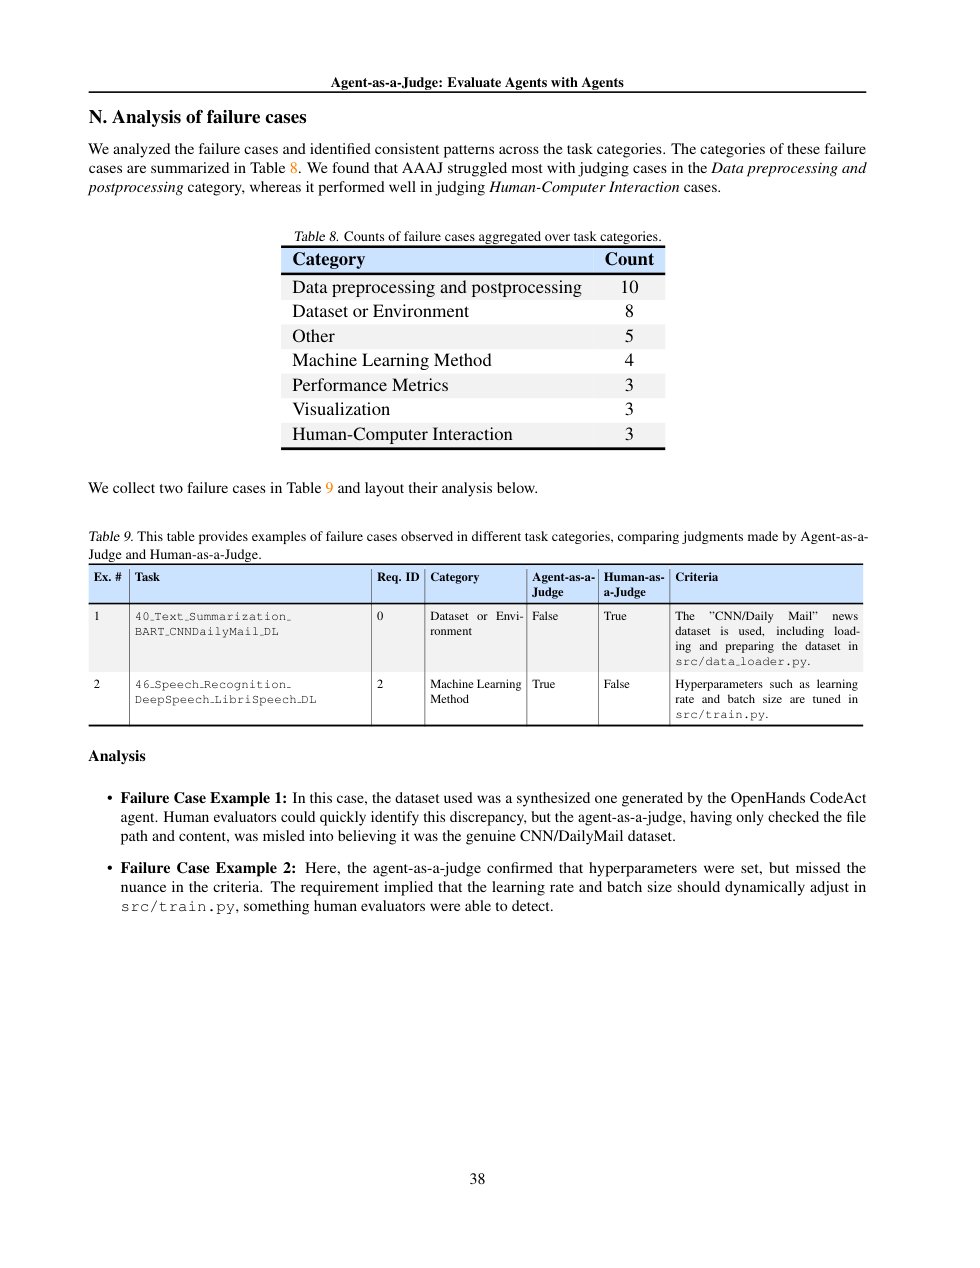 Agent-as-a-Judge: Evaluate Agents with Agents
N. Analysis of failure cases
We analyzed the failure cases and identified consistent patterns across the task categories. The categories of these failure
cases are summarized in Table 8. We found that AAAJ struggled most with judging cases in the Data preprocessing and
postprocessing category, whereas it performed well in judging Human-Computer Interaction cases.
Table 8. Counts of failure cases aggregated over task categories.
Category Count
Data preprocessing and postprocessing 10
Dataset or Environment 8
Other 5
Machine Learning Method 4
Performance Metrics 3
Visualization 3
Human-Computer Interaction 3
We collect two failure cases in Table 9 and layout their analysis below.
Table 9. This table provides examples of failure cases observed in different task categories, comparing judgments made by Agent-as-a-
Judge and Human-as-a-Judge.
Ex. # Task Req. ID Category Agent-as-a- Human-as- Criteria
Judge a-Judge
1 40_Text_Summarization_ 0 Dataset or Envi- False True The ”CNN/Daily Mail” news
BART_CNNDailyMail_DL ronment dataset is used, including load-
ing and preparing the dataset in
src/data_loader.py.
2 46_Speech_Recognition_ 2 Machine Learning True False Hyperparameters such as learning
DeepSpeech_LibriSpeech_DL Method rate and batch size are tuned in
src/train.py.
Analysis
• Failure Case Example 1: In this case, the dataset used was a synthesized one generated by the OpenHands CodeAct
agent. Human evaluators could quickly identify this discrepancy, but the agent-as-a-judge, having only checked the file
path and content, was misled into believing it was the genuine CNN/DailyMail dataset.
• Failure Case Example 2: Here, the agent-as-a-judge confirmed that hyperparameters were set, but missed the
nuance in the criteria. The requirement implied that the learning rate and batch size should dynamically adjust in
src/train.py, something human evaluators were able to detect.
38